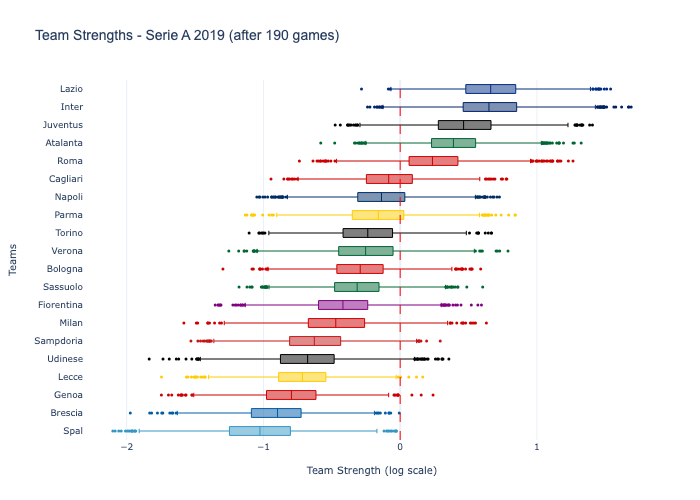 Team Strengths - Serie A 2019 (after 190 games)
Lazio
Inter
Juventus
Atalanta
Roma
Cagliari
Napoli
Parma
Torino
Verona
Bologna
Sassuolo
Fiorentina
Milan
Sampdoria
Udinese
Lecce
Genoa
Brescia
Spal
Teams
−2 −1 0 1
Team Strength (log scale)